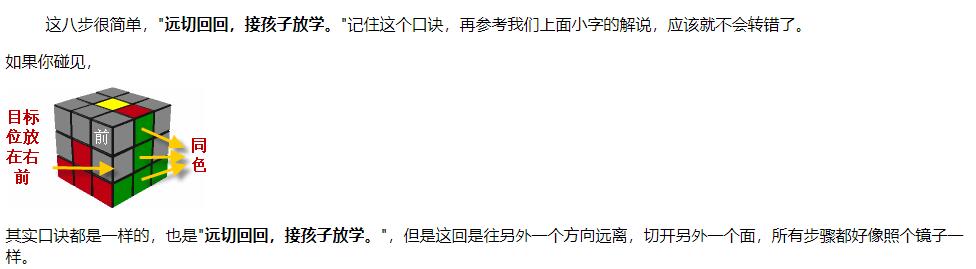 这八步很简单，"远切回回，接孩子放学。"记住这个口诀，再参考我们上面小字的解说，应该就不会转错了。
如果你碰见，
目标
位放
在右
前
前
同
色
其实口诀都是一样的，也是"远切回回，接孩子放学。"，但是这回是往另外一个方向远离，切开另外一个面，所有步骤都好像照个镜子一
样。